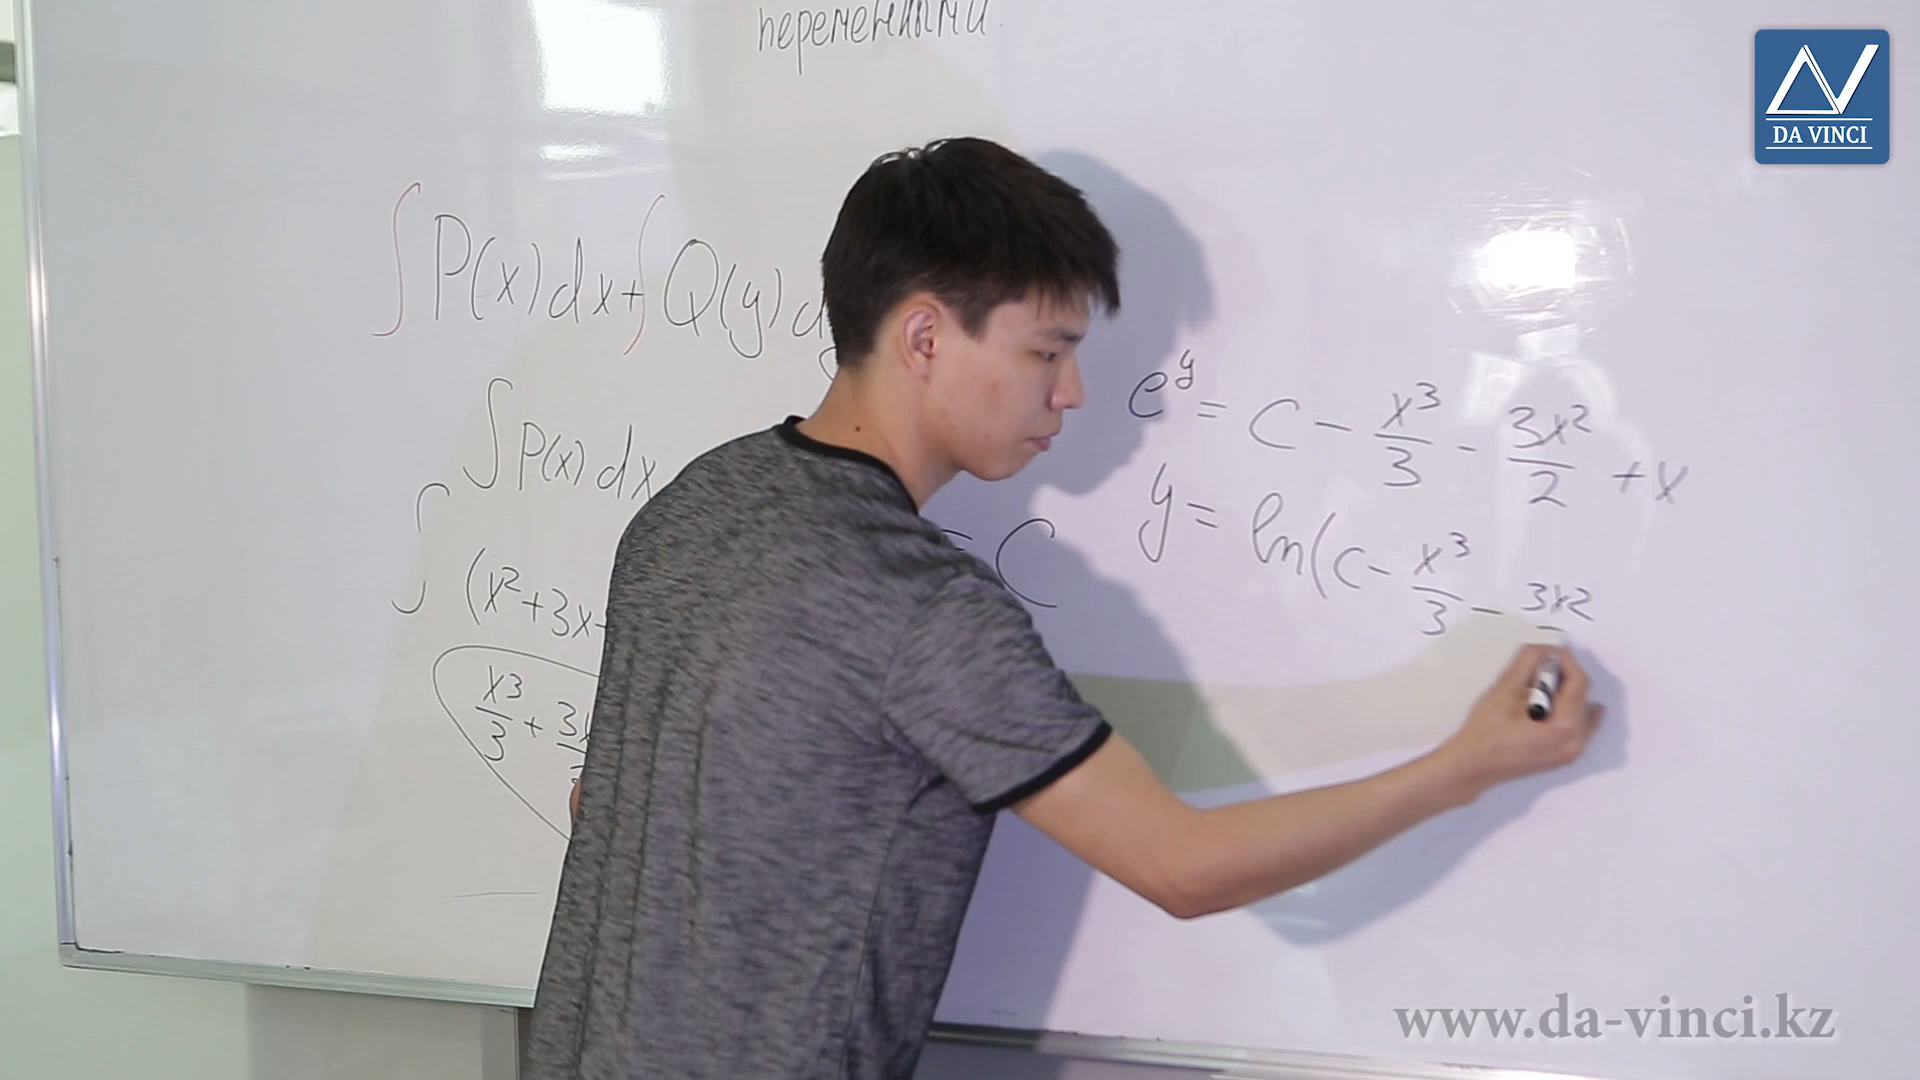 переменными.
DA VINCI
∫P(x)dx+∫Q(y)d
∫P(x)dx
∫(x²+3x-
= C
x³/3 + 3x
e^y = C - x³/3 - 3x²/2 + x
y = ln(C - x³/3 - 3x2
www.da-vinci.kz